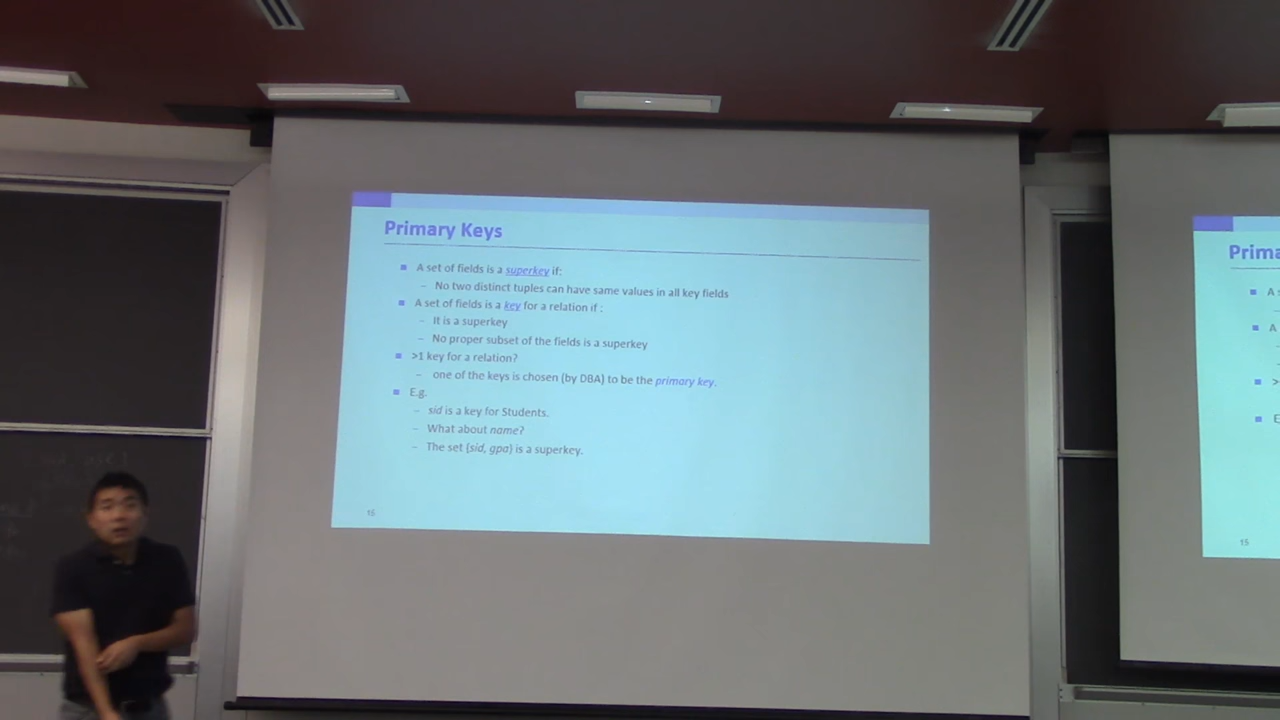 Primary Keys
A set of fields is a superkey if:
– No two distinct tuples can have same values in all key fields
A set of fields is a key for a relation if :
– It is a superkey
– No proper subset of the fields is a superkey
>1 key for a relation?
– one of the keys is chosen (by DBA) to be the primary key.
E.g.
– sid is a key for Students.
– What about name?
– The set {sid, gpa} is a superkey.
15
Prima
A s
A
>
E
15